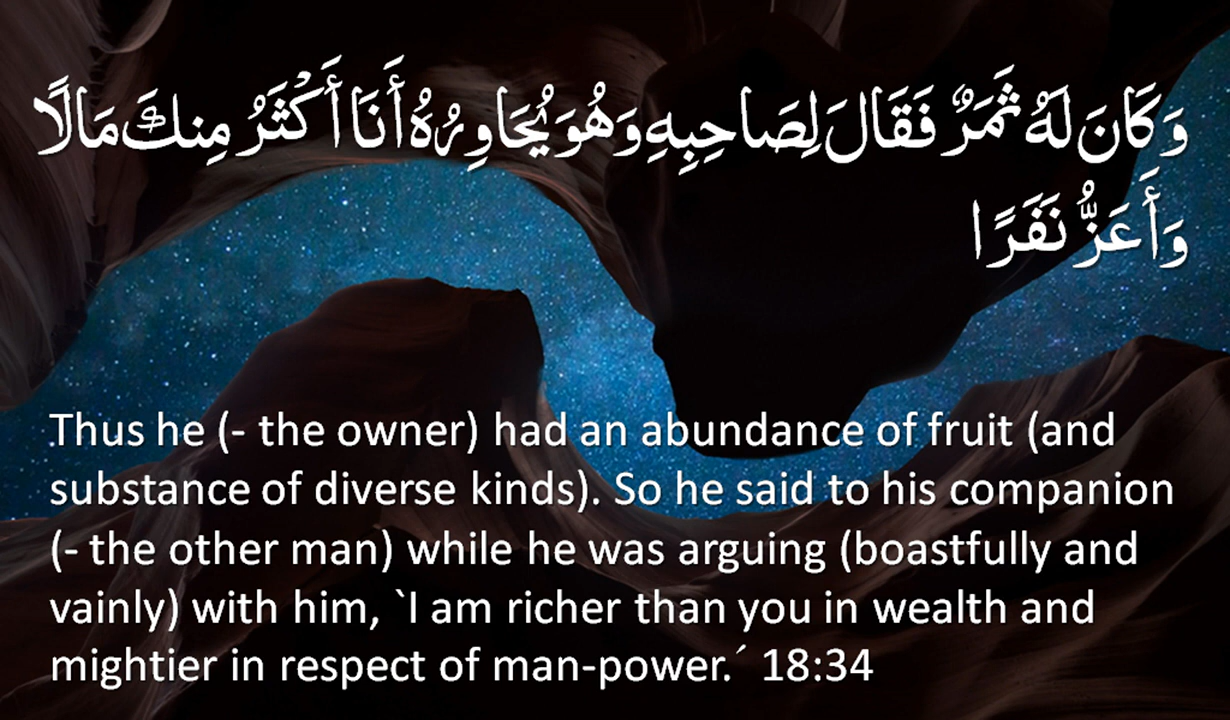 وَكَانَ لَهُ ثَمَرٌ فَقَالَ لِصَاحِبِهِ وَهُوَ يُحَاوِرُهُ أَنَا أَكْثَرُ مِنكَ مَالًا
وَأَعَزُّ نَفَرًا
Thus he (- the owner) had an abundance of fruit (and
substance of diverse kinds). So he said to his companion
(- the other man) while he was arguing (boastfully and
vainly) with him, `I am richer than you in wealth and
mightier in respect of man-power.´ 18:34